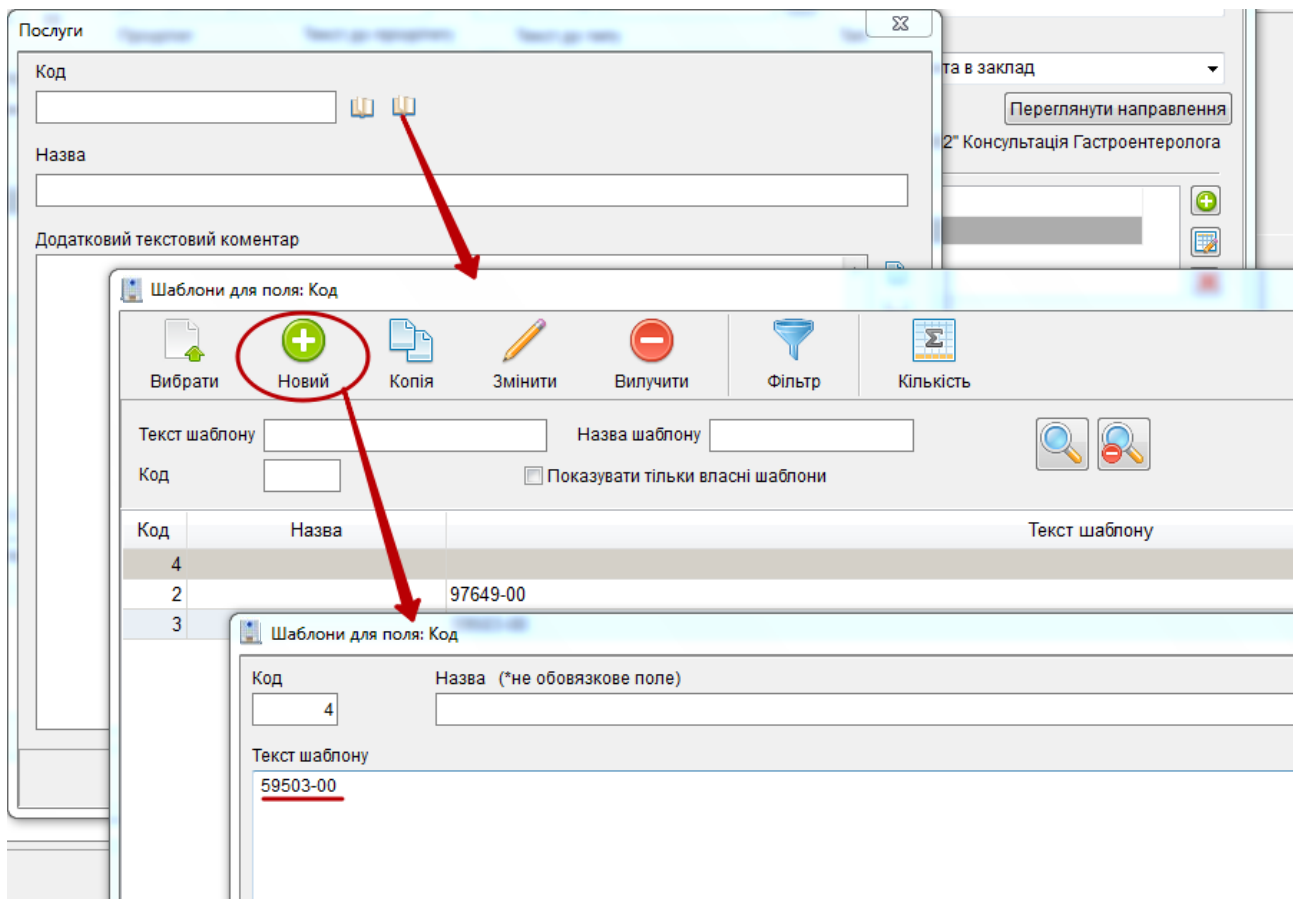 Послуги
Код
та в заклад
Переглянути направлення
2" Консультація Гастроентеролога
Назва
Додатковий текстовий коментар
Шаблони для поля: Код
Вибрати Новий Копія Змінити Вилучити Фільтр Кількість
Текст шаблону Назва шаблону
Код Показувати тільки власні шаблони
Код Назва Текст шаблону
4
2 97649-00
3
Шаблони для поля: Код
Код Назва (*не обовязкове поле)
4
Текст шаблону
59503-00